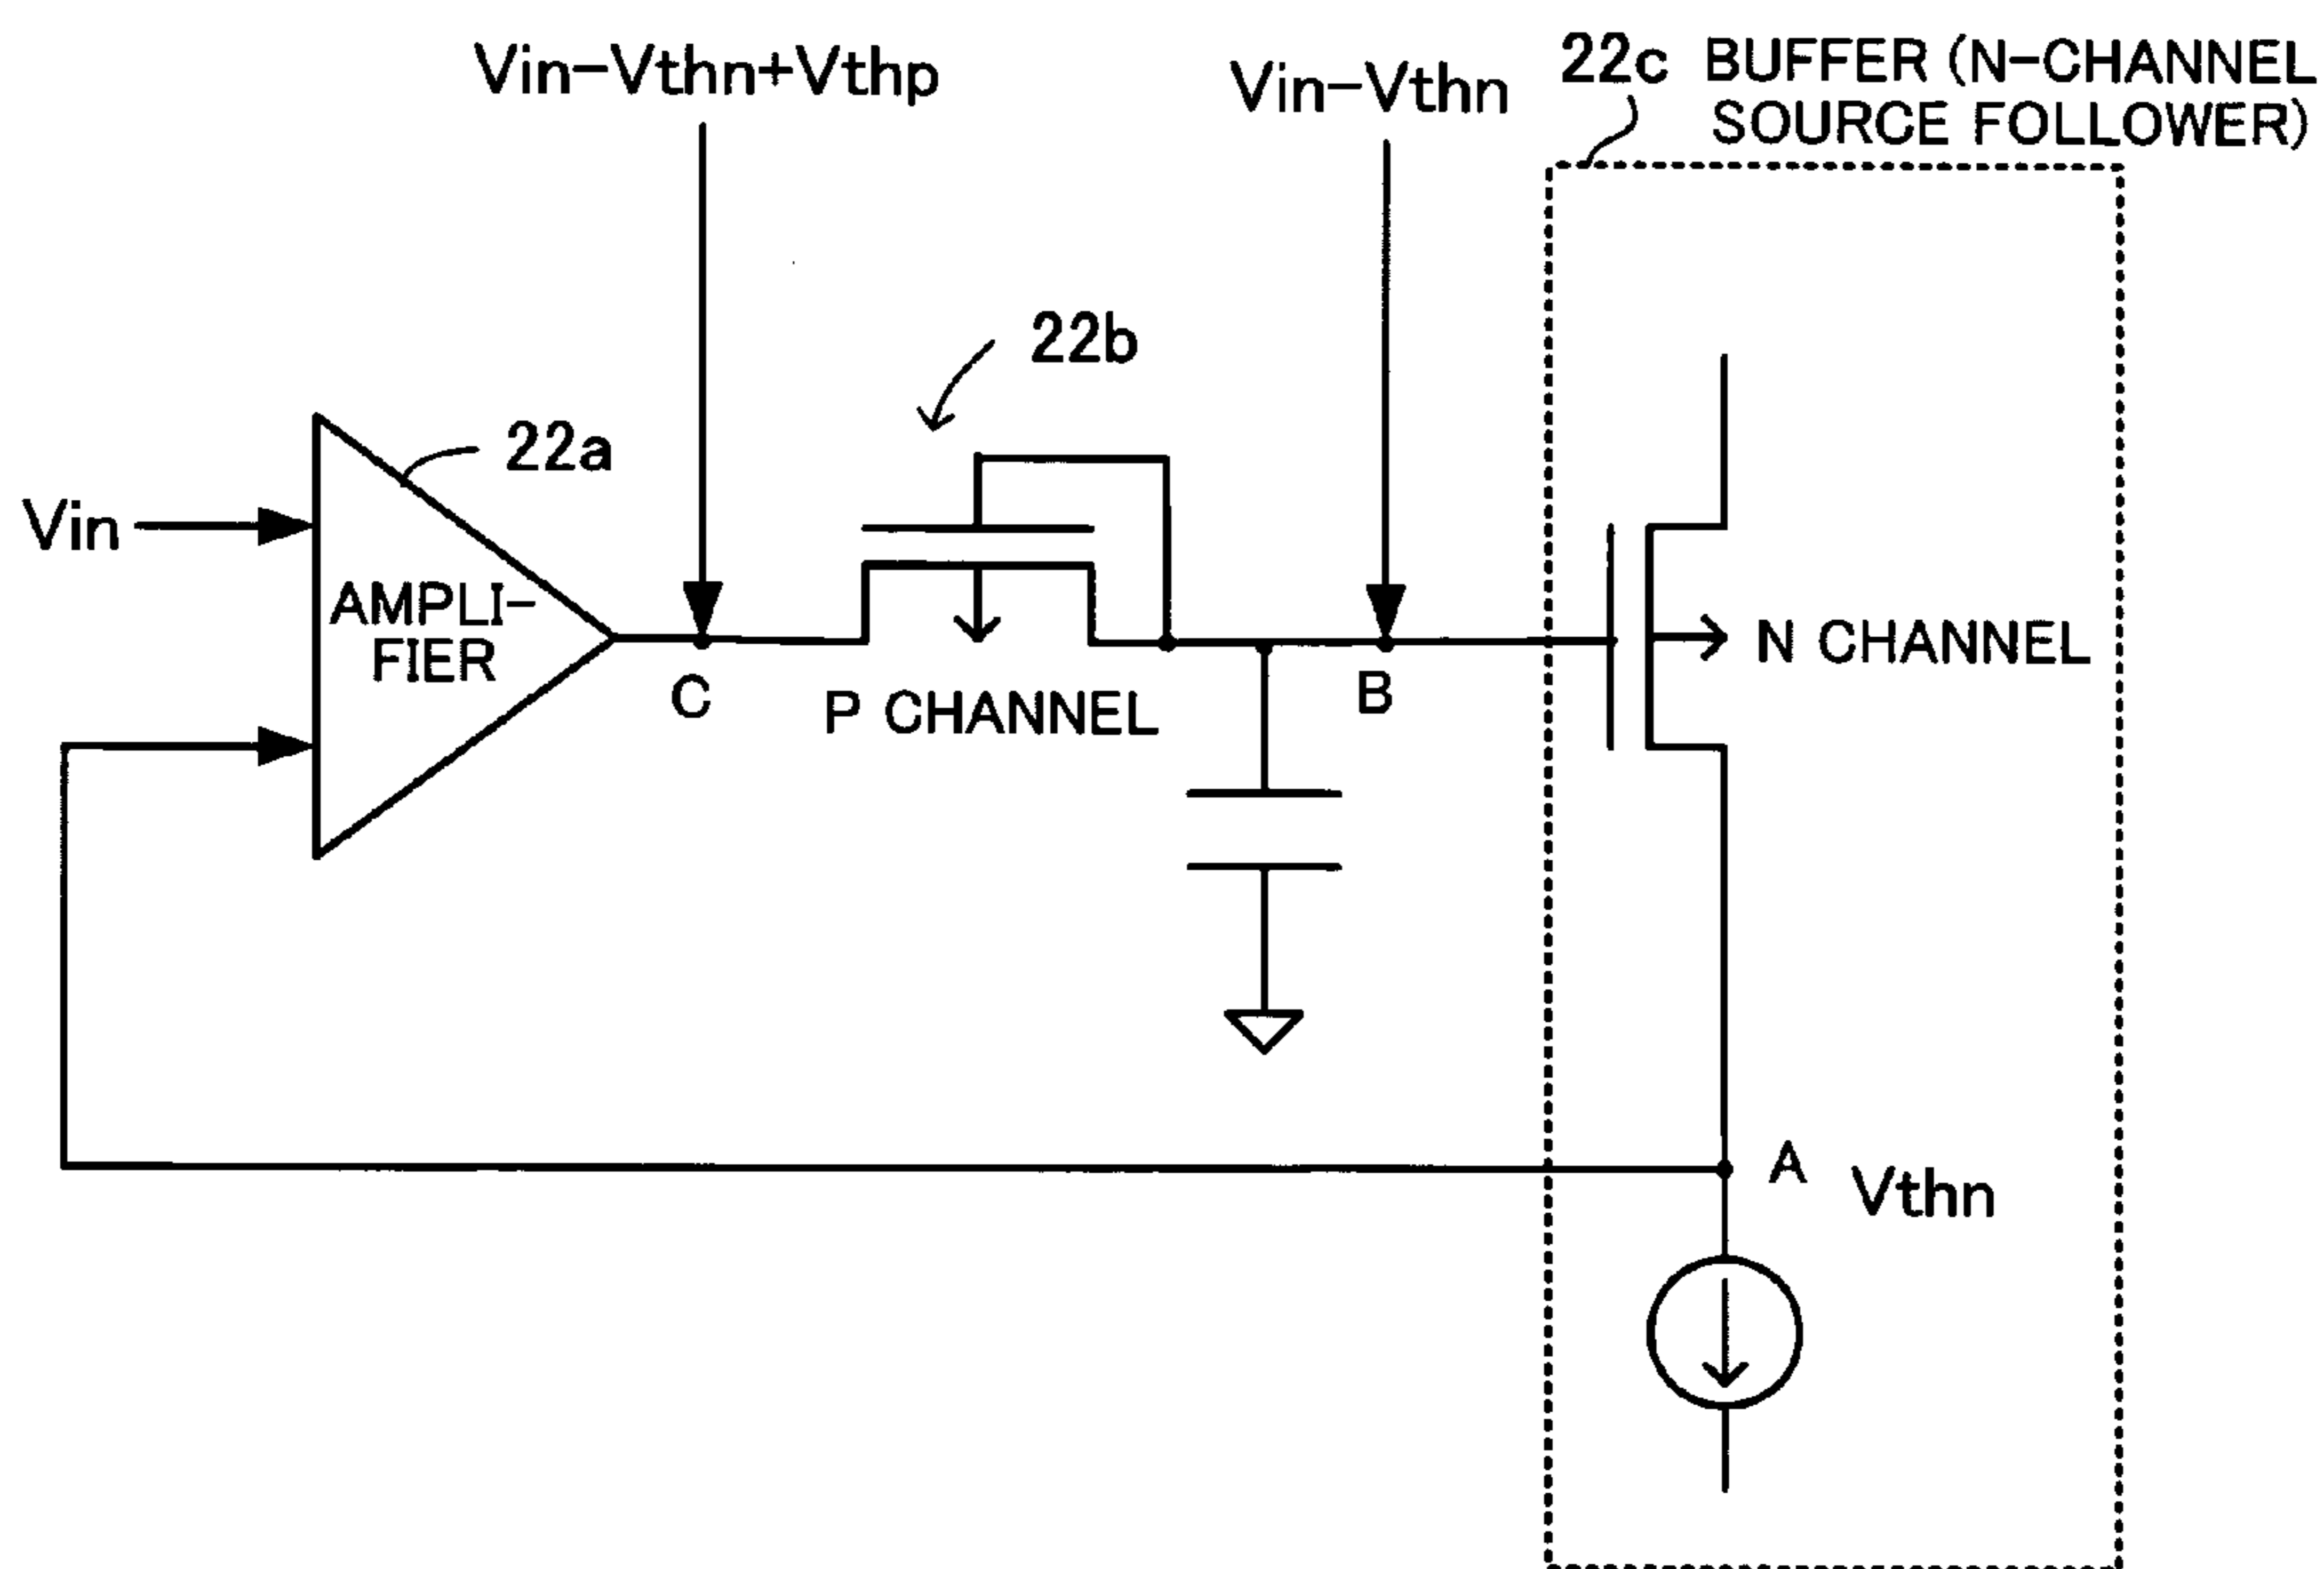 Vin-Vthn+Vthp
Vin-Vthn
22c BUFFER (N-CHANNEL
SOURCE FOLLOWER)
22b
22a
Vin
AMPLI-
FIER
C
P CHANNEL
B
N CHANNEL
A
Vthn